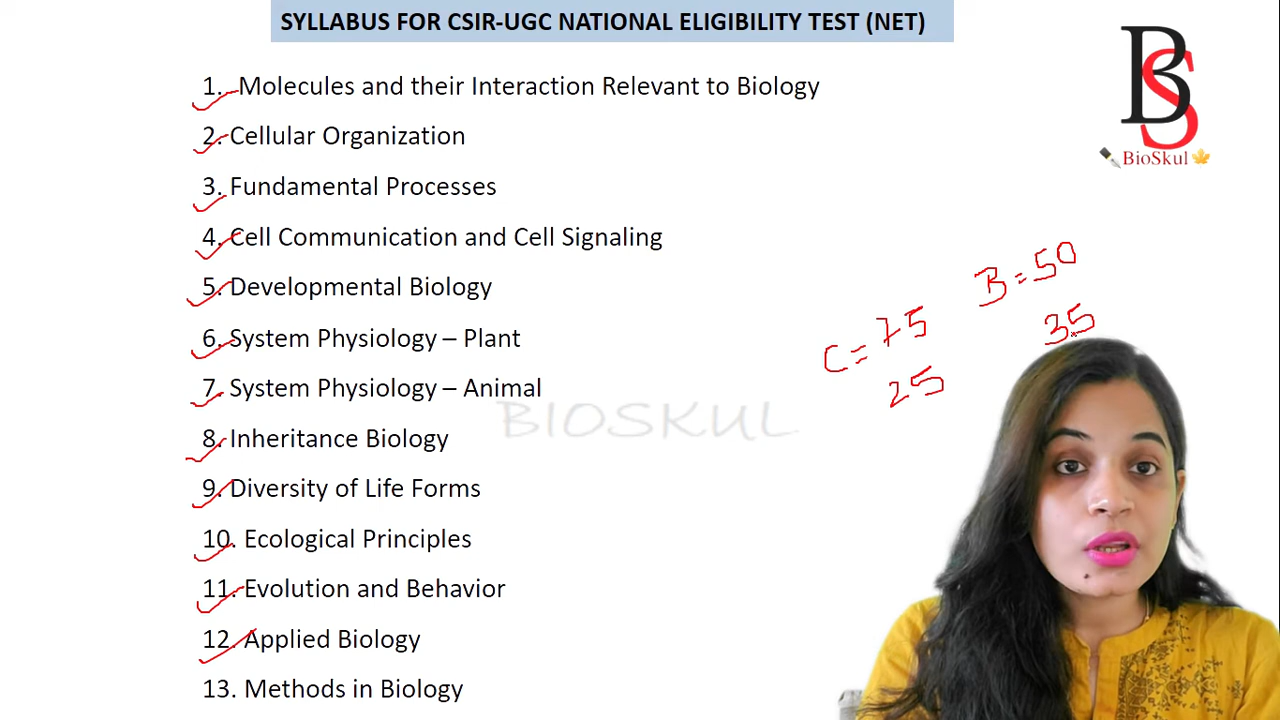 SYLLABUS FOR CSIR-UGC NATIONAL ELIGIBILITY TEST (NET)
BS
BioSkul
1. Molecules and their Interaction Relevant to Biology
2. Cellular Organization
3. Fundamental Processes
4. Cell Communication and Cell Signaling
5. Developmental Biology
6. System Physiology – Plant
7. System Physiology – Animal
8. Inheritance Biology
9. Diversity of Life Forms
10. Ecological Principles
11. Evolution and Behavior
12. Applied Biology
13. Methods in Biology
B = 50
35
C = 75
25
BIOSKUL